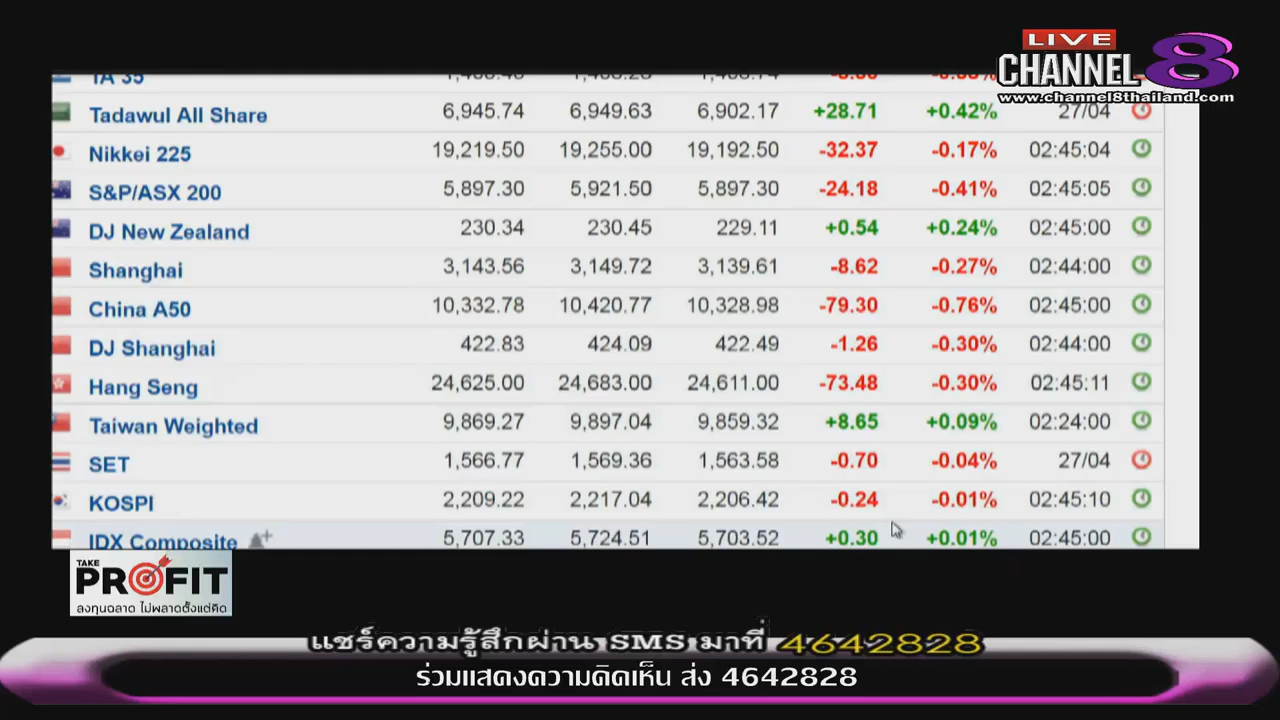 LIVE
CHANNEL 8
www.channel8thailand.com
TA 35
Tadawul All Share 6,945.74 6,949.63 6,902.17 +28.71 +0.42% 27/04
Nikkei 225 19,219.50 19,255.00 19,192.50 -32.37 -0.17% 02:45:04
S&P/ASX 200 5,897.30 5,921.50 5,897.30 -24.18 -0.41% 02:45:05
DJ New Zealand 230.34 230.45 229.11 +0.54 +0.24% 02:45:00
Shanghai 3,143.56 3,149.72 3,139.61 -8.62 -0.27% 02:44:00
China A50 10,332.78 10,420.77 10,328.98 -79.30 -0.76% 02:45:00
DJ Shanghai 422.83 424.09 422.49 -1.26 -0.30% 02:44:00
Hang Seng 24,625.00 24,683.00 24,611.00 -73.48 -0.30% 02:45:11
Taiwan Weighted 9,869.27 9,897.04 9,859.32 +8.65 +0.09% 02:24:00
SET 1,566.77 1,569.36 1,563.58 -0.70 -0.04% 27/04
KOSPI 2,209.22 2,217.04 2,206.42 -0.24 -0.01% 02:45:10
IDX Composite 5,707.33 5,724.51 5,703.52 +0.30 +0.01% 02:45:00
TAKE
PROFIT
ลงทุนฉลาด ไม่พลาดตั้งแต่คิด
แชร์ความรู้สึกผ่าน SMS มาที่ 4642828
ร่วมแสดงความคิดเห็น ส่ง 4642828